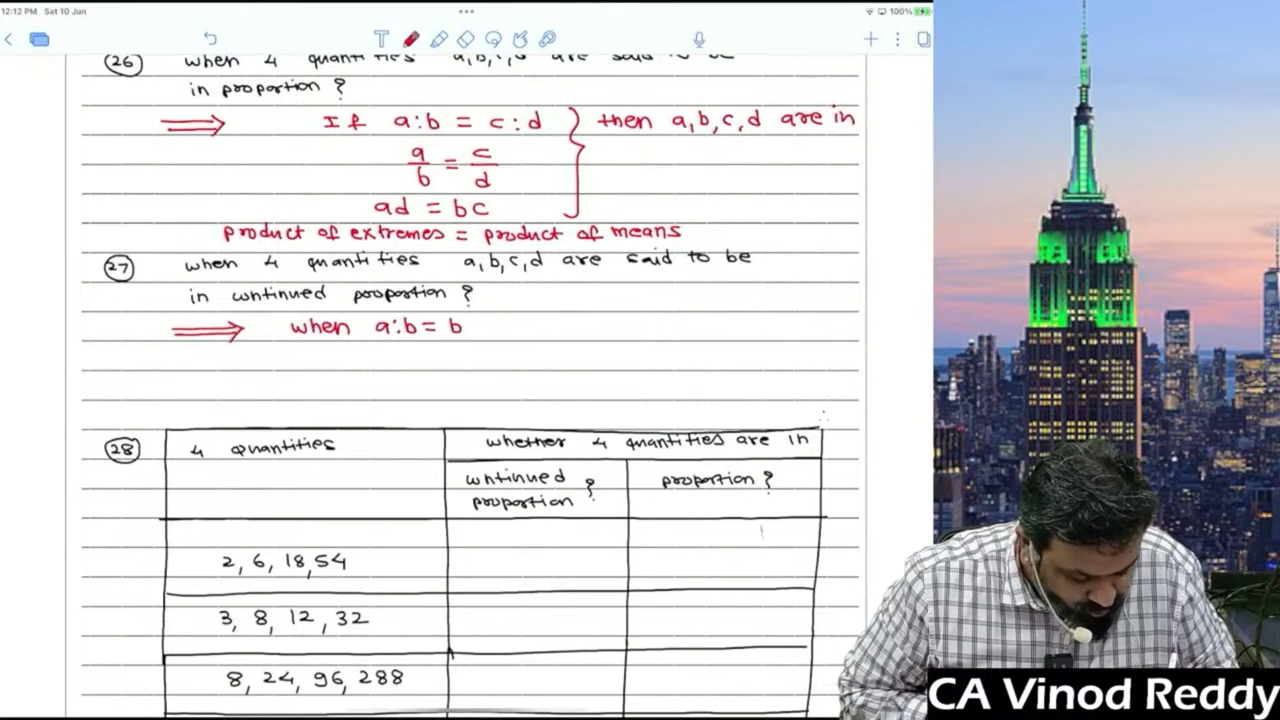 12:12 PM Sat 10 Jun
100%
T
26 when 4 quantities a,b,c,d are said to be
in proportion ?
⟹ If a:b = c:d } then a,b,c,d are in
a/b = c/d
ad = bc
product of extremes = product of means
27 when 4 quantities a,b,c,d are said to be
in continued proportion ?
⟹ when a:b = b
28 4 quantities whether 4 quantities are in
continued proportion ? proportion ?
2, 6, 18, 54
3, 8, 12, 32
8, 24, 96, 288
CA Vinod Reddy